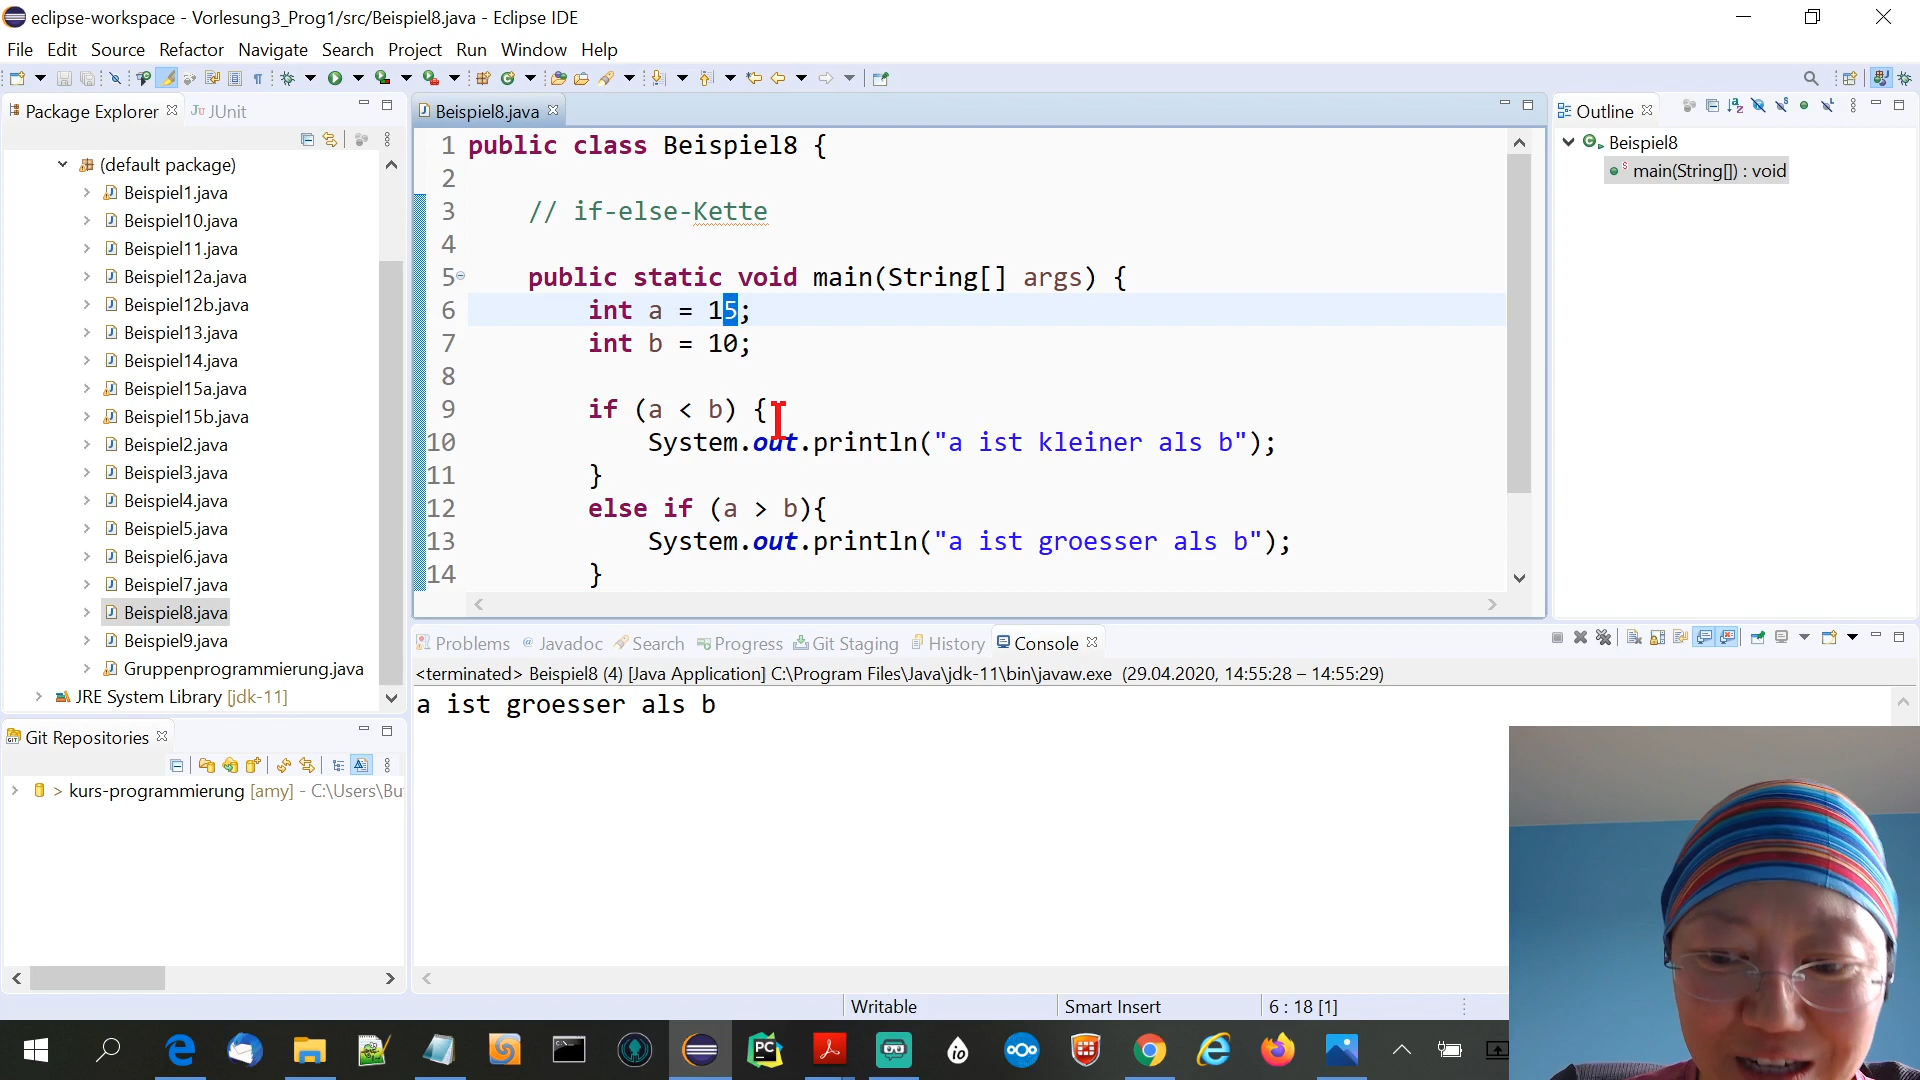 eclipse-workspace - Vorlesung3_Prog1/src/Beispiel8.java - Eclipse IDE
File Edit Source Refactor Navigate Search Project Run Window Help
Package Explorer
JUnit
(default package)
Beispiel1.java
Beispiel10.java
Beispiel11.java
Beispiel12a.java
Beispiel12b.java
Beispiel13.java
Beispiel14.java
Beispiel15a.java
Beispiel15b.java
Beispiel2.java
Beispiel3.java
Beispiel4.java
Beispiel5.java
Beispiel6.java
Beispiel7.java
Beispiel8.java
Beispiel9.java
Gruppenprogrammierung.java
JRE System Library [jdk-11]
Git Repositories
> kurs-programmierung [amy] - C:\Users\Bu
Beispiel8.java
1 public class Beispiel8 {
2
3 // if-else-Kette
4
5 public static void main(String[] args) {
6 int a = 15;
7 int b = 10;
8
9 if (a < b) {
10 System.out.println("a ist kleiner als b");
11 }
12 else if (a > b){
13 System.out.println("a ist groesser als b");
14 }
Outline
Beispiel8
main(String[]) : void
Problems @ Javadoc Search Progress Git Staging History Console
<terminated> Beispiel8 (4) [Java Application] C:\Program Files\Java\jdk-11\bin\javaw.exe (29.04.2020, 14:55:28 – 14:55:29)
a ist groesser als b
Writable
Smart Insert
6 : 18 [1]
PC
io